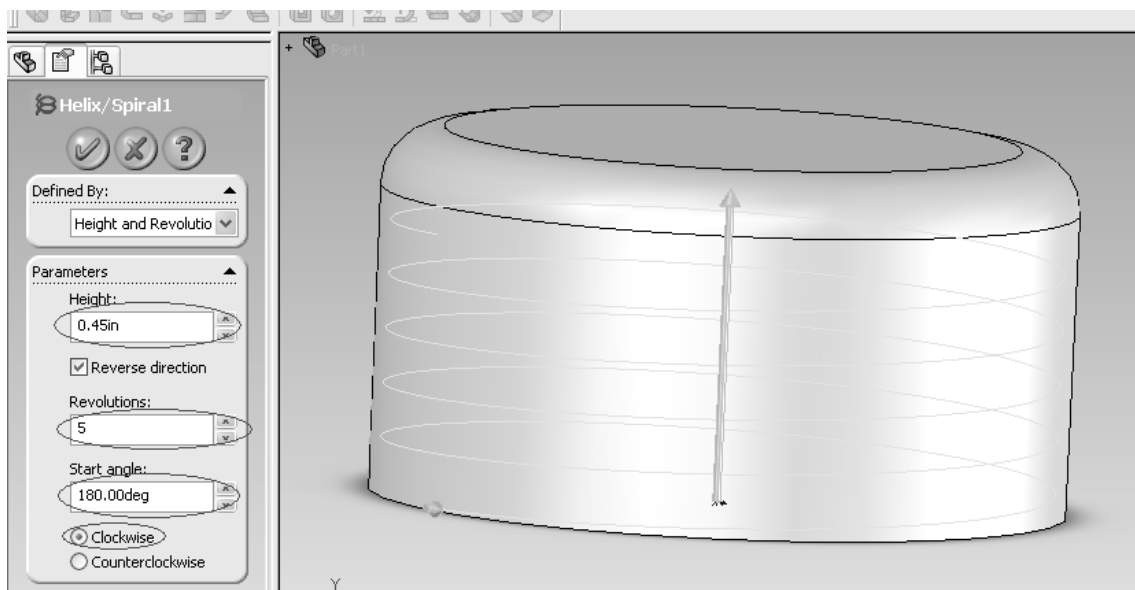 Part1
Helix/Spiral1
?
Defined By:
Height and Revolutio
Parameters
Height:
0.45in
Reverse direction
Revolutions:
5
Start angle:
180.00deg
Clockwise
Counterclockwise
Y